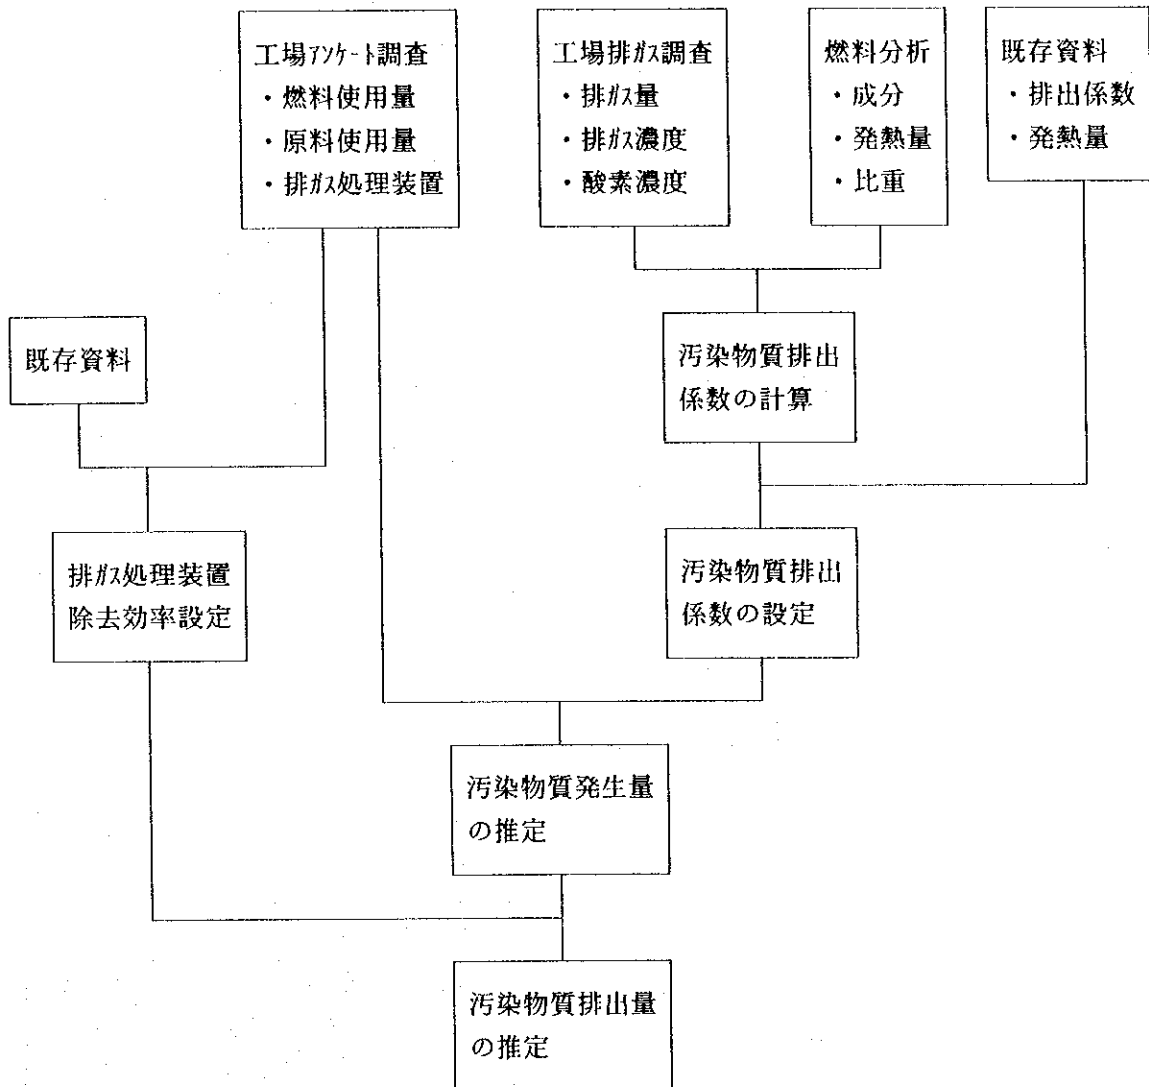 工場ｱﾝｹｰﾄ調査
・燃料使用量
・原料使用量
・排ｶﾞｽ処理装置
工場排ｶﾞｽ調査
・排ｶﾞｽ量
・排ｶﾞｽ濃度
・酸素濃度
燃料分析
・成分
・発熱量
・比重
既存資料
・排出係数
・発熱量
既存資料
汚染物質排出
係数の計算
排ｶﾞｽ処理装置
除去効率設定
汚染物質排出
係数の設定
汚染物質発生量
の推定
汚染物質排出量
の推定